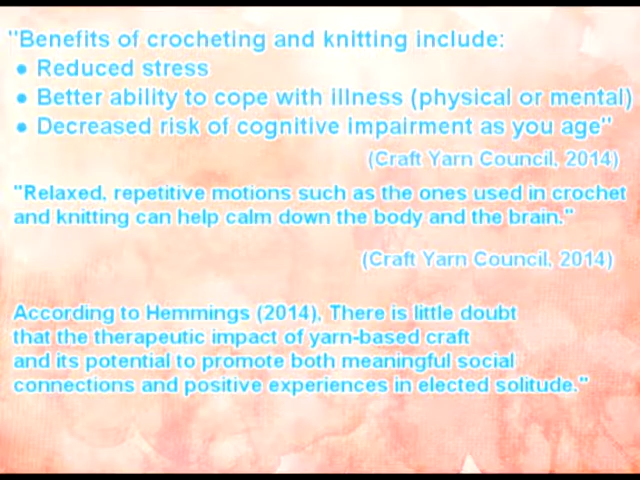 "Benefits of crocheting and knitting include:
● Reduced stress
● Better ability to cope with illness (physical or mental)
● Decreased risk of cognitive impairment as you age"
(Craft Yarn Council, 2014)
"Relaxed, repetitive motions such as the ones used in crochet
and knitting can help calm down the body and the brain."
(Craft Yarn Council, 2014)
According to Hemmings (2014), There is little doubt
that the therapeutic impact of yarn-based craft
and its potential to promote both meaningful social
connections and positive experiences in elected solitude."